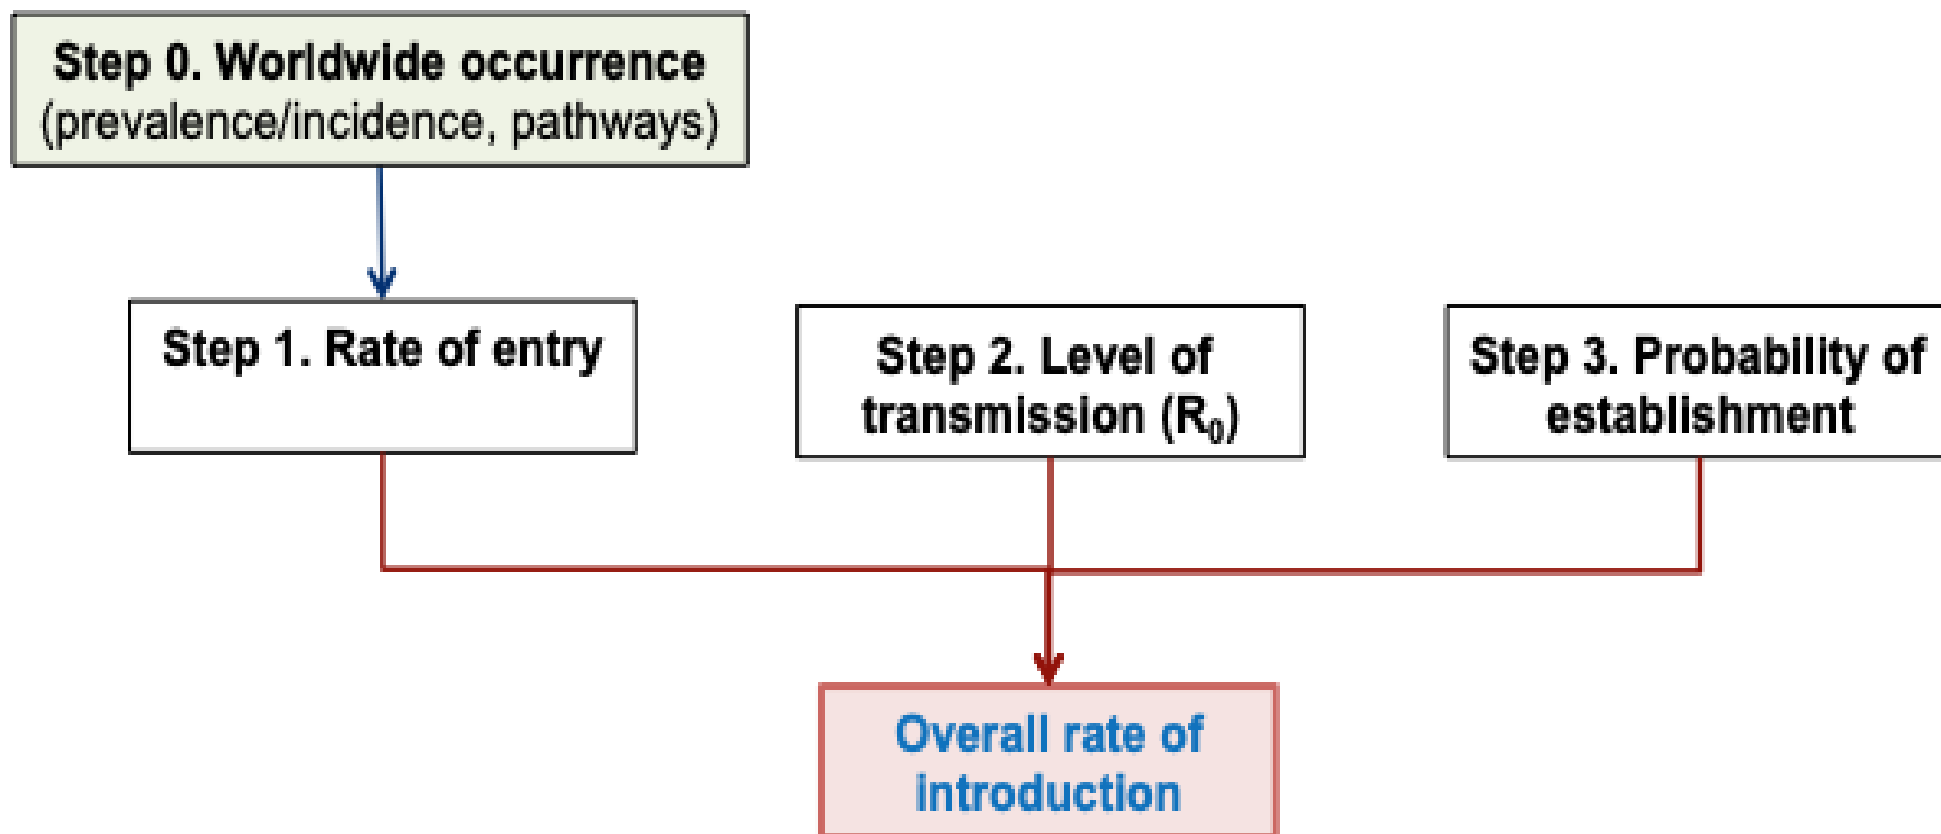 Step 0. Worldwide occurrence
(prevalence/incidence, pathways)
Step 1. Rate of entry
Step 2. Level of
transmission (R₀)
Step 3. Probability of
establishment
Overall rate of
introduction